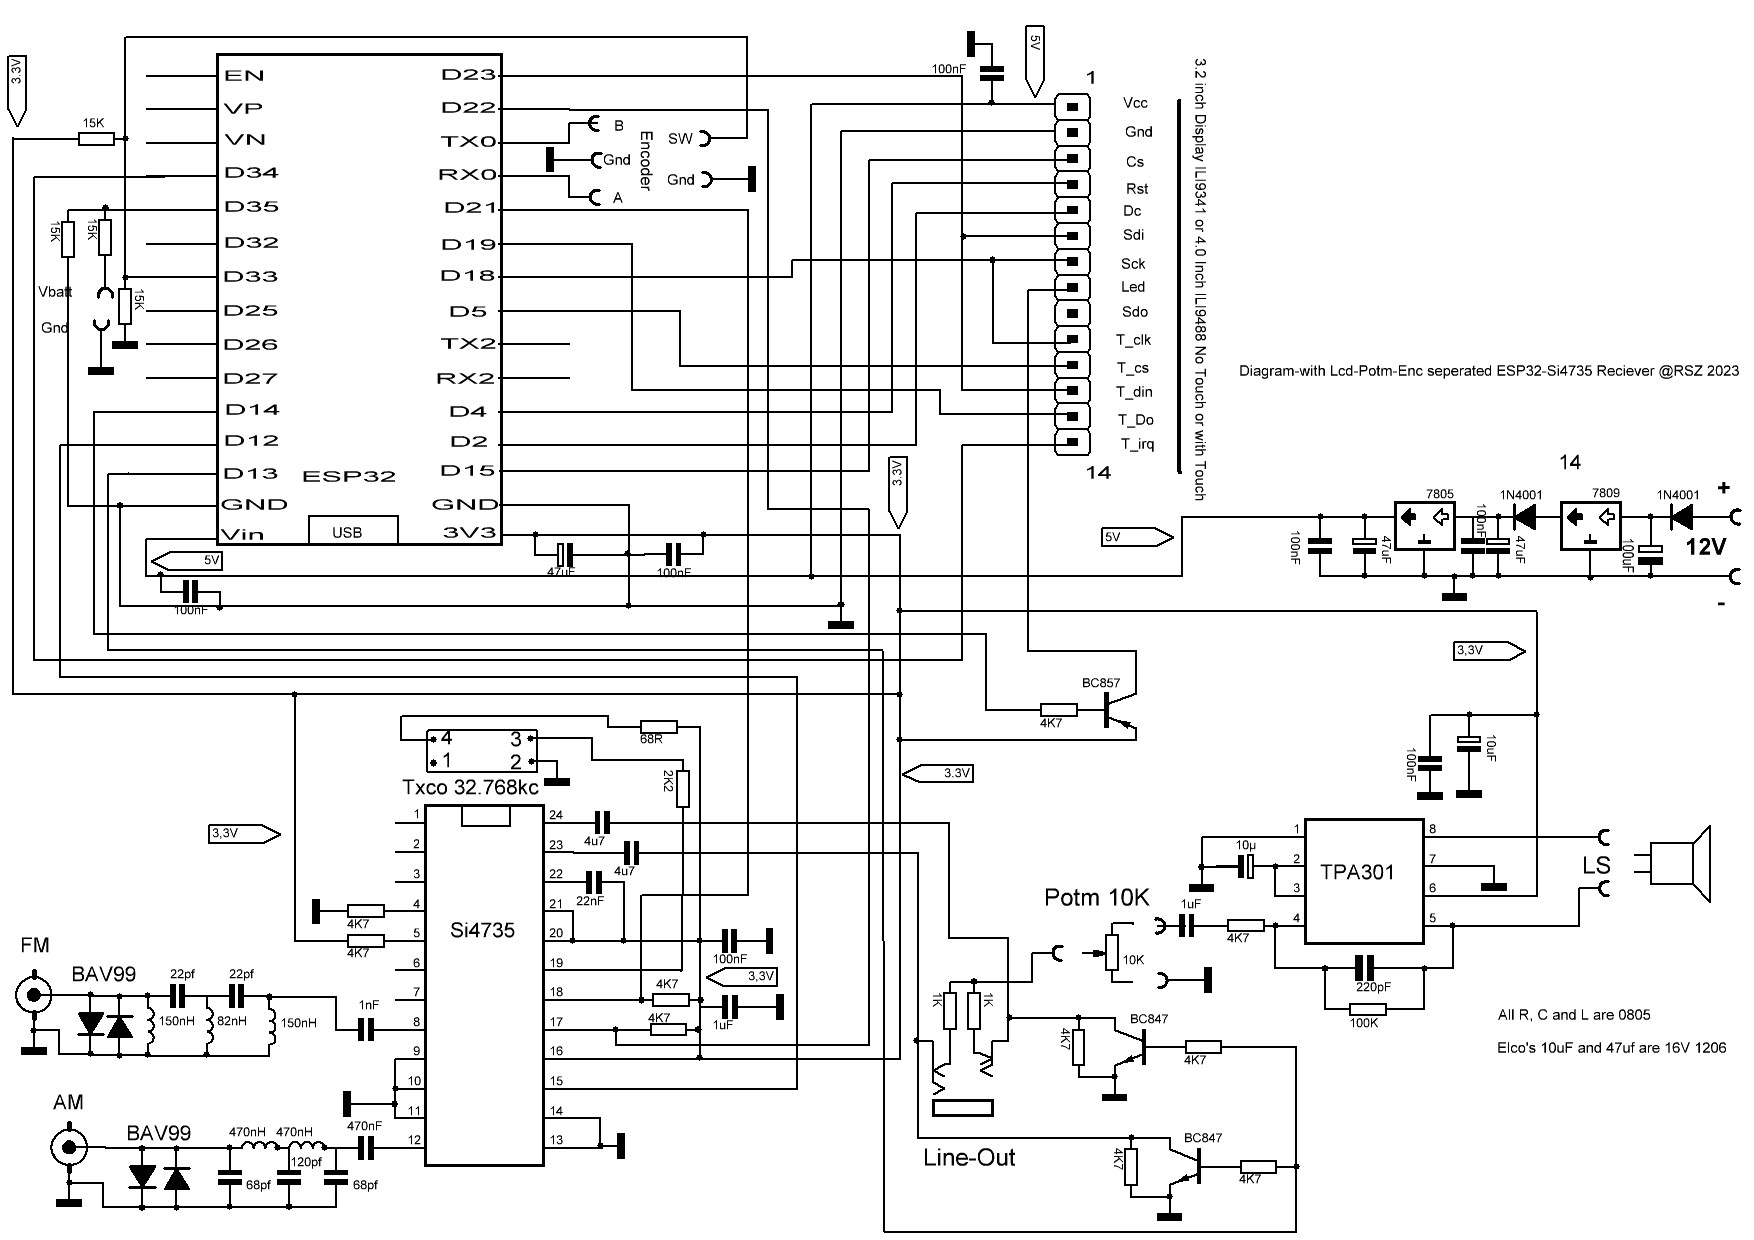 3.3V
15K
EN
VP
VN
D34
D35
D32
D33
D25
D26
D27
D14
D12
D13
GND
Vin
D23
D22
TX0
RX0
D21
D19
D18
D5
TX2
RX2
D4
D2
D15
GND
3V3
ESP32
USB
15K
15K
15K
Vbatt
Gnd
B
Gnd
A
Encoder
SW
Gnd
100nF
5V
1
Vcc
Gnd
Cs
Rst
Dc
Sdi
Sck
Led
Sdo
T_clk
T_cs
T_din
T_Do
T_irq
14
3.2 inch Display ILI9341 or 4.0 Inch ILI9488 No Touch or with Touch
Diagram-with Lcd-Potm-Enc seperated ESP32-Si4735 Reciever @RSZ 2023
14
5V
7805
1N4001
7809
1N4001
+
12V
-
100nF
47uF
100nF
47uF
100uF
5V
100nF
47uF
100nF
3.3V
3,3V
BC857
4K7
68R
4
3
1
2
Txco 32.768kc
2K2
3.3V
3,3V
Si4735
1
2
3
4
5
6
7
8
9
10
11
12
24
23
22
21
20
19
18
17
16
15
14
13
4u7
4u7
22nF
4K7
4K7
100nF
3,3V
4K7
4K7
1uF
FM
BAV99
22pf
22pf
150nH
82nH
150nH
1nF
AM
BAV99
470nH
470nH
470nF
68pf
120pf
68pf
100nF
10uF
10µ
TPA301
1
2
3
4
8
7
6
5
LS
Potm 10K
10K
1uF
4K7
220pF
100K
1K
1K
BC847
4K7
4K7
BC847
4K7
4K7
Line-Out
All R, C and L are 0805
Elco's 10uF and 47uf are 16V 1206